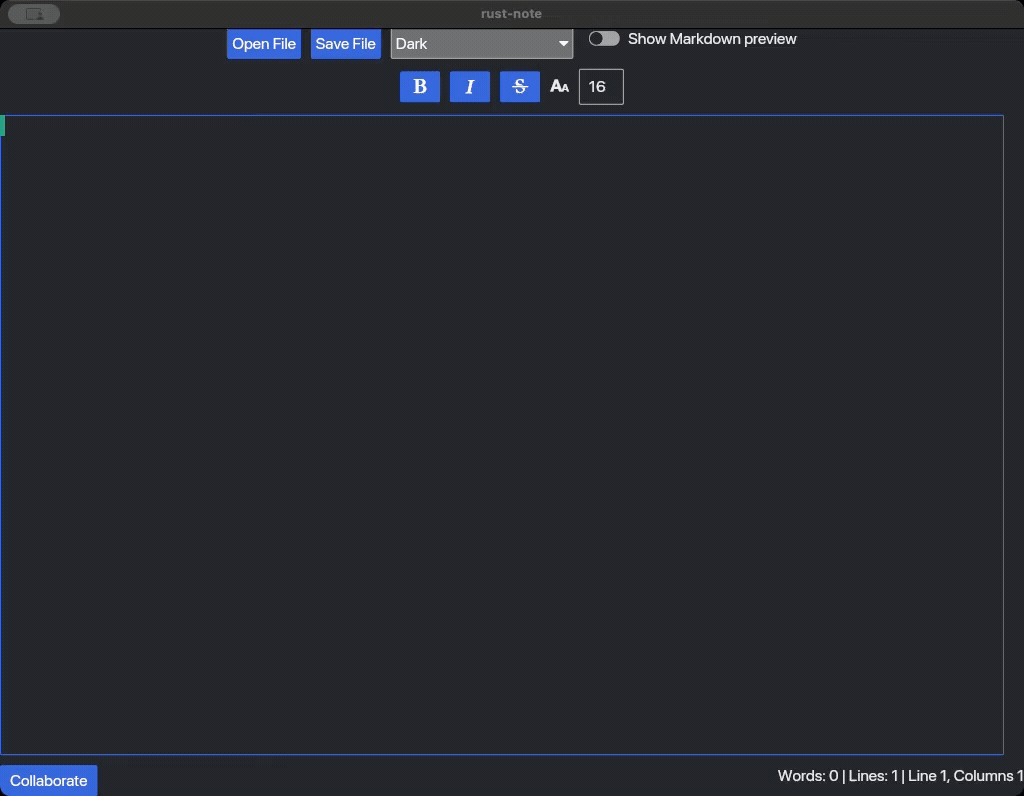 rust-note
Open File Save File Dark Show Markdown preview
B I S AA 16
Collaborate Words: 0 | Lines: 1 | Line 1, Columns 1